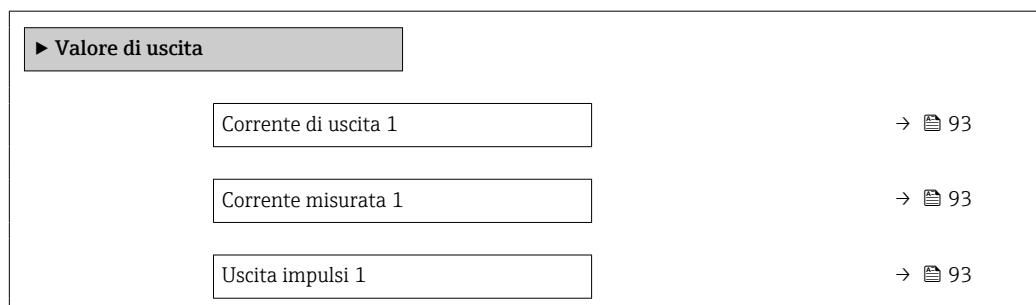 ► Valore di uscita
Corrente di uscita 1 → 93
Corrente misurata 1 → 93
Uscita impulsi 1 → 93